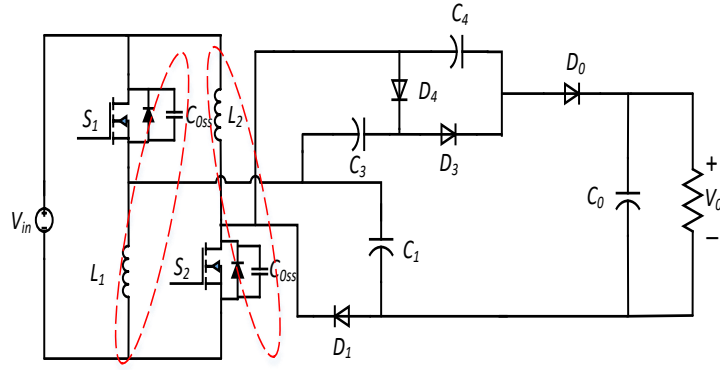 C4
D0
S1
C0ss
L2
D4
C3
D3
Vin
C0
+
V0
−
L1
S2
C0ss
C1
D1